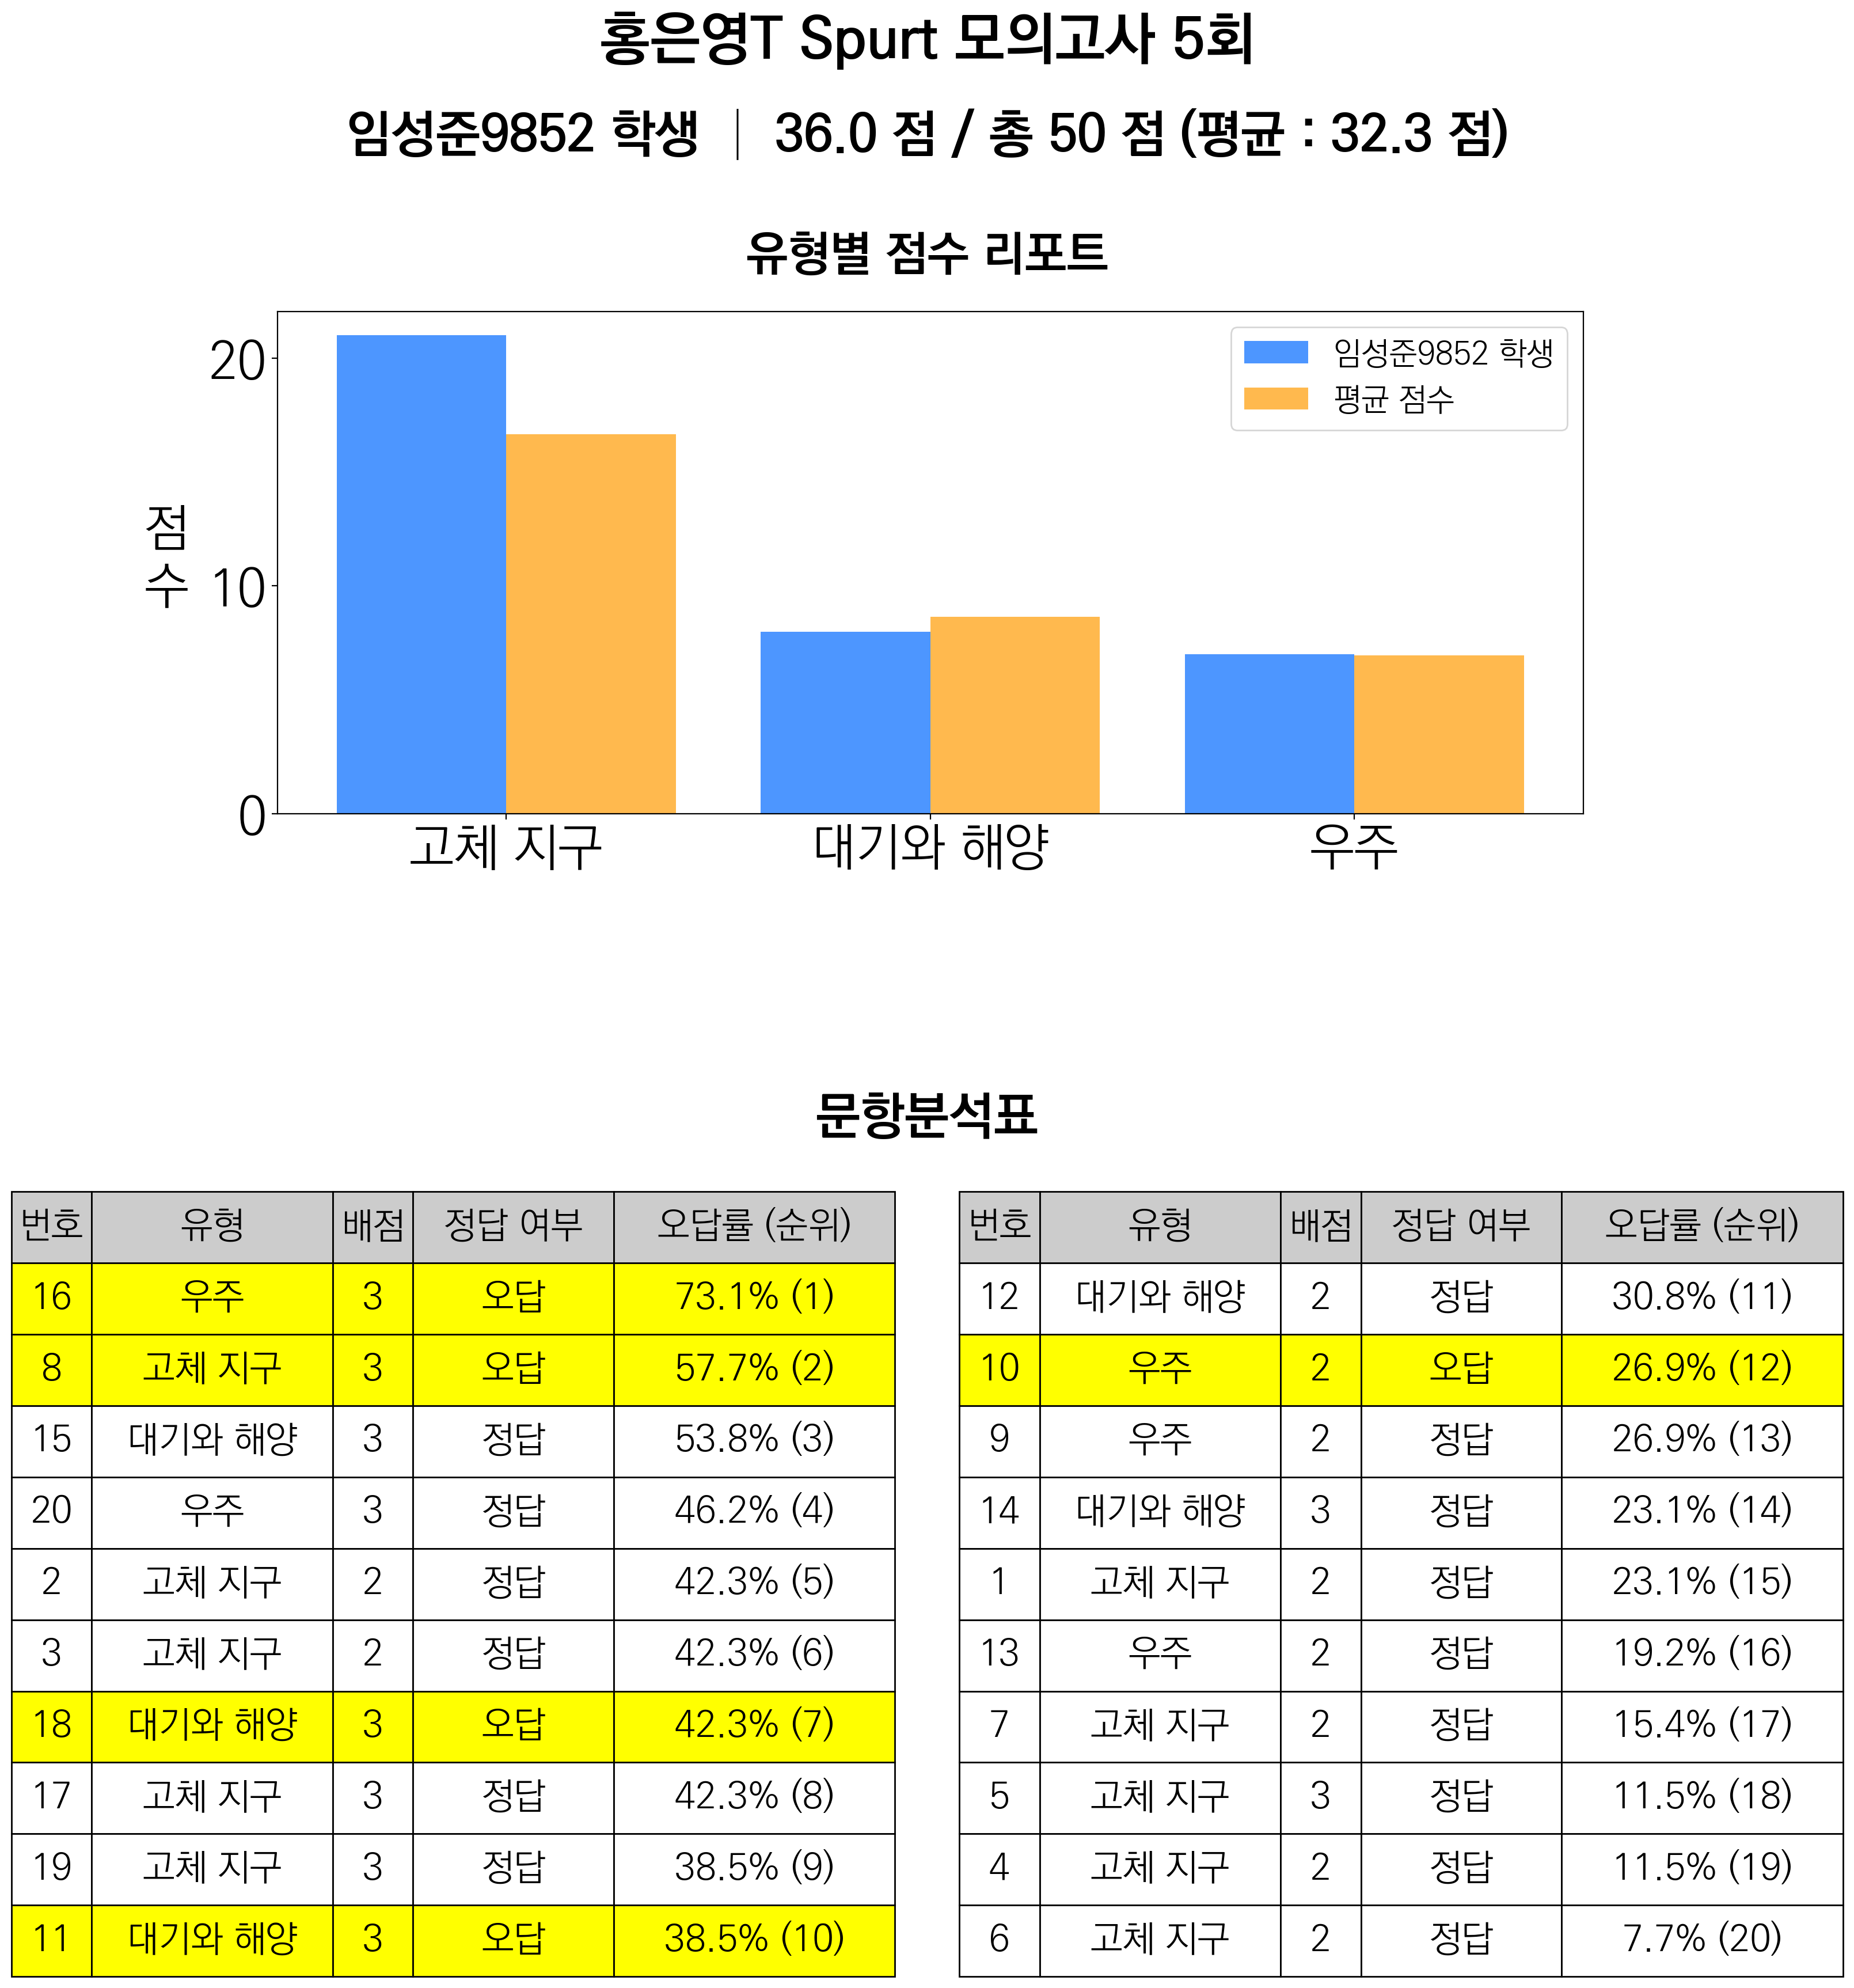 홍은영T Spurt 모의고사 5회
임성준9852 학생 | 36.0 점 / 총 50 점 (평균 : 32.3 점)
유형별 점수 리포트
임성준9852 학생
평균 점수
점수
20
10
0
고체 지구 대기와 해양 우주
문항분석표
번호 유형 배점 정답 여부 오답률 (순위)
16 우주 3 오답 73.1% (1)
8 고체 지구 3 오답 57.7% (2)
15 대기와 해양 3 정답 53.8% (3)
20 우주 3 정답 46.2% (4)
2 고체 지구 2 정답 42.3% (5)
3 고체 지구 2 정답 42.3% (6)
18 대기와 해양 3 오답 42.3% (7)
17 고체 지구 3 정답 42.3% (8)
19 고체 지구 3 정답 38.5% (9)
11 대기와 해양 3 오답 38.5% (10)
번호 유형 배점 정답 여부 오답률 (순위)
12 대기와 해양 2 정답 30.8% (11)
10 우주 2 오답 26.9% (12)
9 우주 2 정답 26.9% (13)
14 대기와 해양 3 정답 23.1% (14)
1 고체 지구 2 정답 23.1% (15)
13 우주 2 정답 19.2% (16)
7 고체 지구 2 정답 15.4% (17)
5 고체 지구 3 정답 11.5% (18)
4 고체 지구 2 정답 11.5% (19)
6 고체 지구 2 정답 7.7% (20)